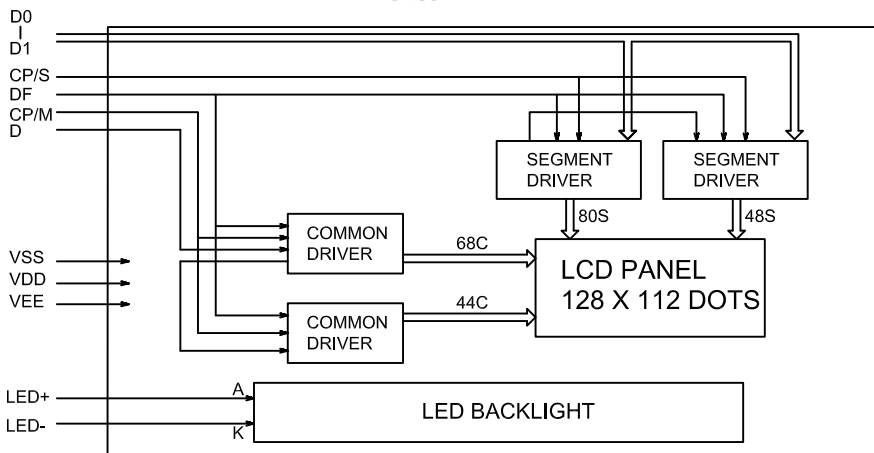 D0
D1
CP/S
DF
CP/M
D
SEGMENT
DRIVER
SEGMENT
DRIVER
80S
48S
COMMON
DRIVER
68C
LCD PANEL
128 X 112 DOTS
VSS
VDD
VEE
COMMON
DRIVER
44C
LED+
A
LED BACKLIGHT
LED-
K